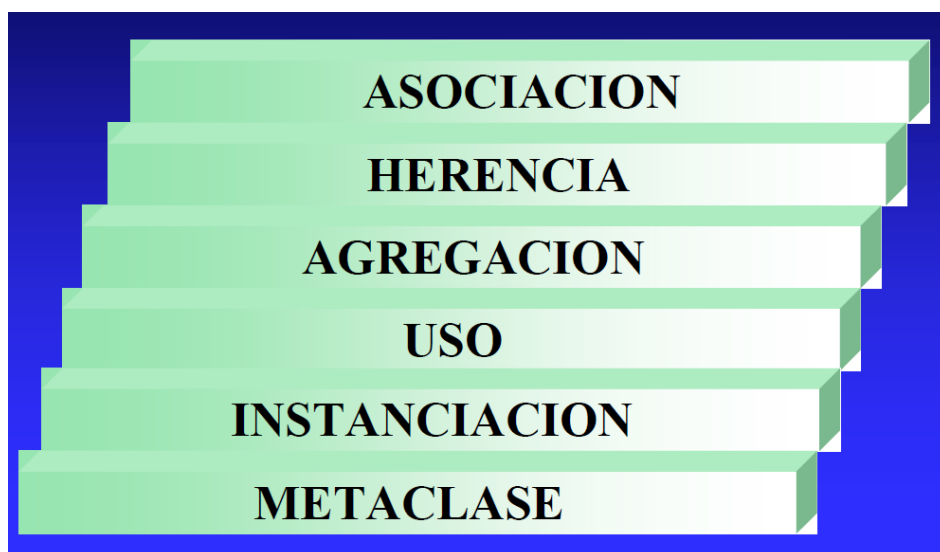 ASOCIACION
HERENCIA
AGREGACION
USO
INSTANCIACION
METACLASE